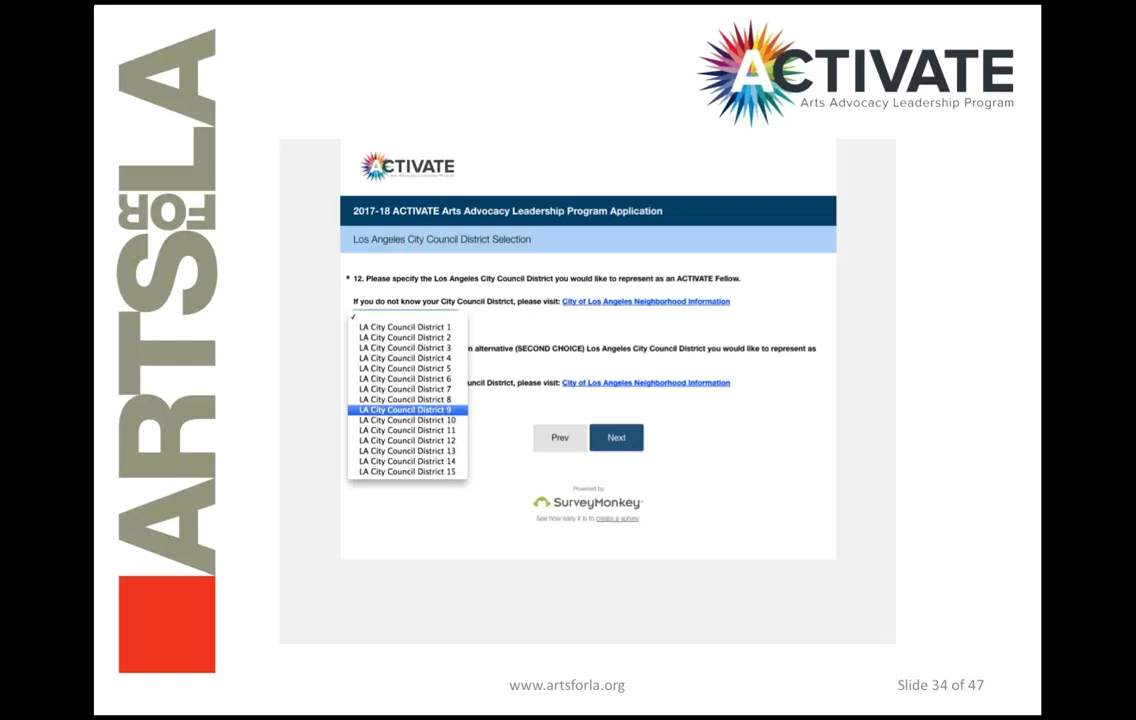 ARTS FOR LA
ACTIVATE
Arts Advocacy Leadership Program
ACTIVATE
Arts Advocacy Leadership Program
2017-18 ACTIVATE Arts Advocacy Leadership Program Application
Los Angeles City Council District Selection
* 12. Please specify the Los Angeles City Council District you would like to represent as an ACTIVATE Fellow.
If you do not know your City Council District, please visit: City of Los Angeles Neighborhood Information
✓
LA City Council District 1
LA City Council District 2
LA City Council District 3
n alternative (SECOND CHOICE) Los Angeles City Council District you would like to represent as
LA City Council District 4
LA City Council District 5
LA City Council District 6
uncil District, please visit: City of Los Angeles Neighborhood Information
LA City Council District 7
LA City Council District 8
LA City Council District 9
LA City Council District 10
LA City Council District 11
LA City Council District 12
LA City Council District 13
LA City Council District 14
LA City Council District 15
Prev
Next
Powered by
SurveyMonkey
See how easy it is to create a survey.
www.artsforla.org
Slide 34 of 47